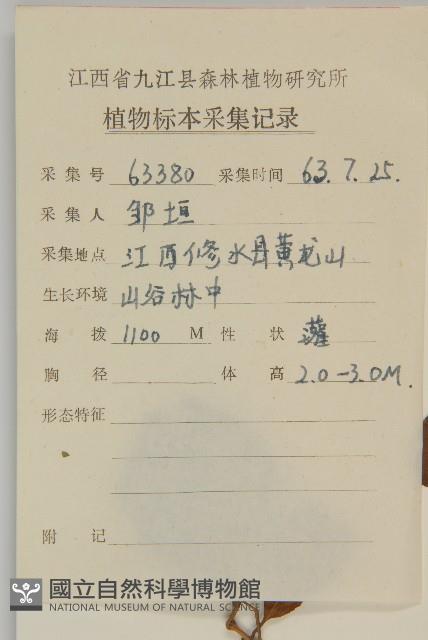 江西省九江县森林植物研究所
植物标本采集记录
采集号 63380 采集时间 63.7.25.
采集人 邹垣
采集地点 江西修水县黄龙山
生长环境 山谷林中
海拨 1100 M 性状 灌
胸径 体高 2.0-3.0M.
形态特征
附记
國立自然科學博物館
NATIONAL MUSEUM OF NATURAL SCIENCE